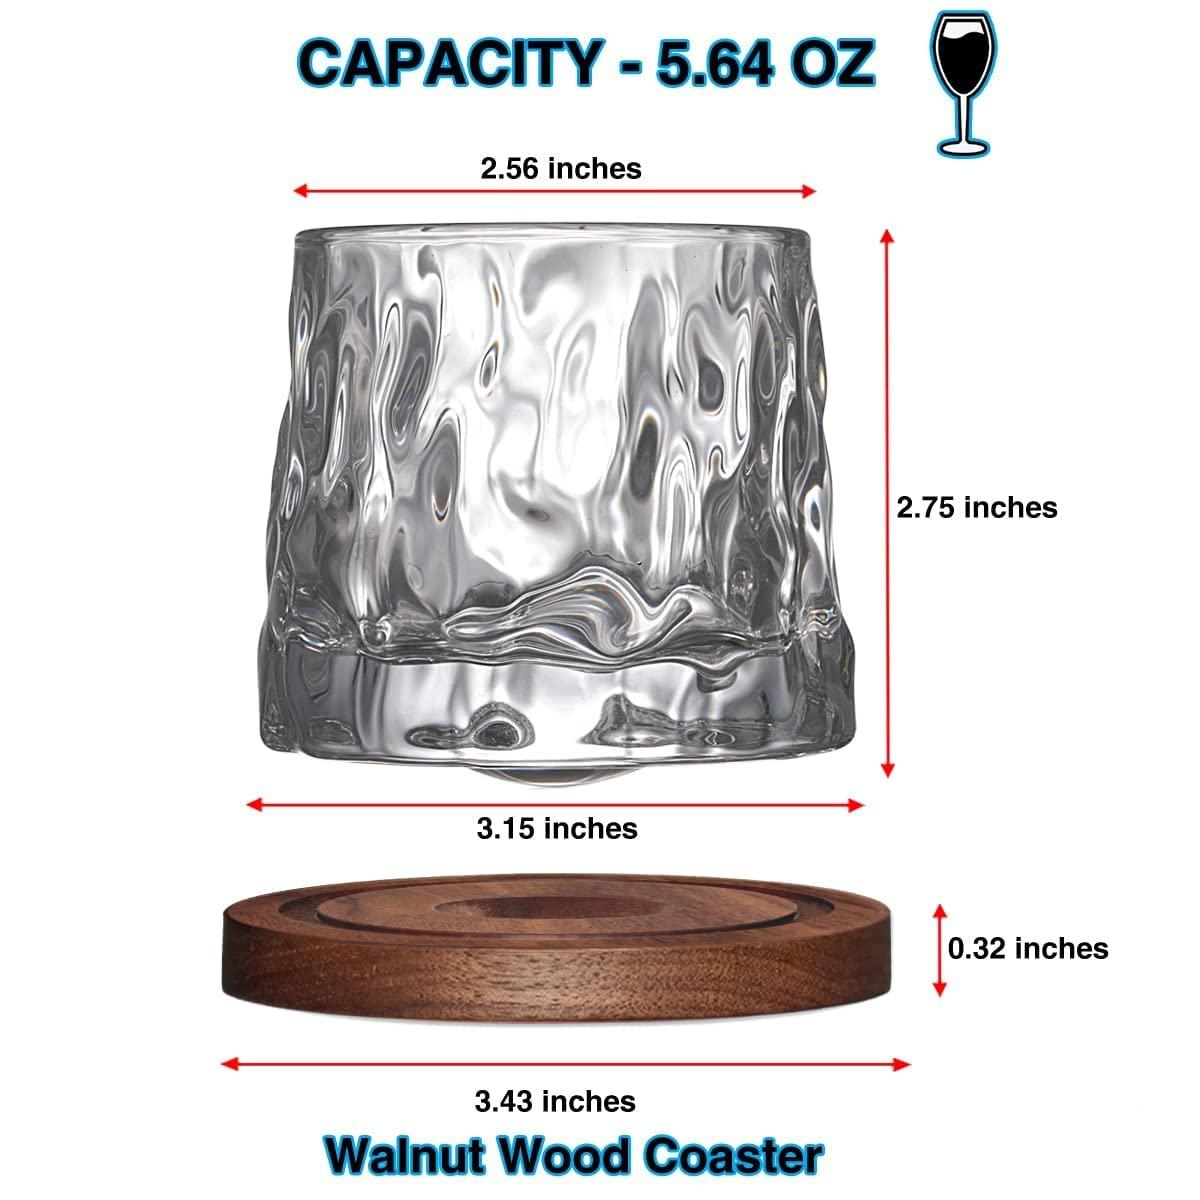 CAPACITY - 5.64 OZ
2.56 inches
2.75 inches
3.15 inches
0.32 inches
3.43 inches
Walnut Wood Coaster